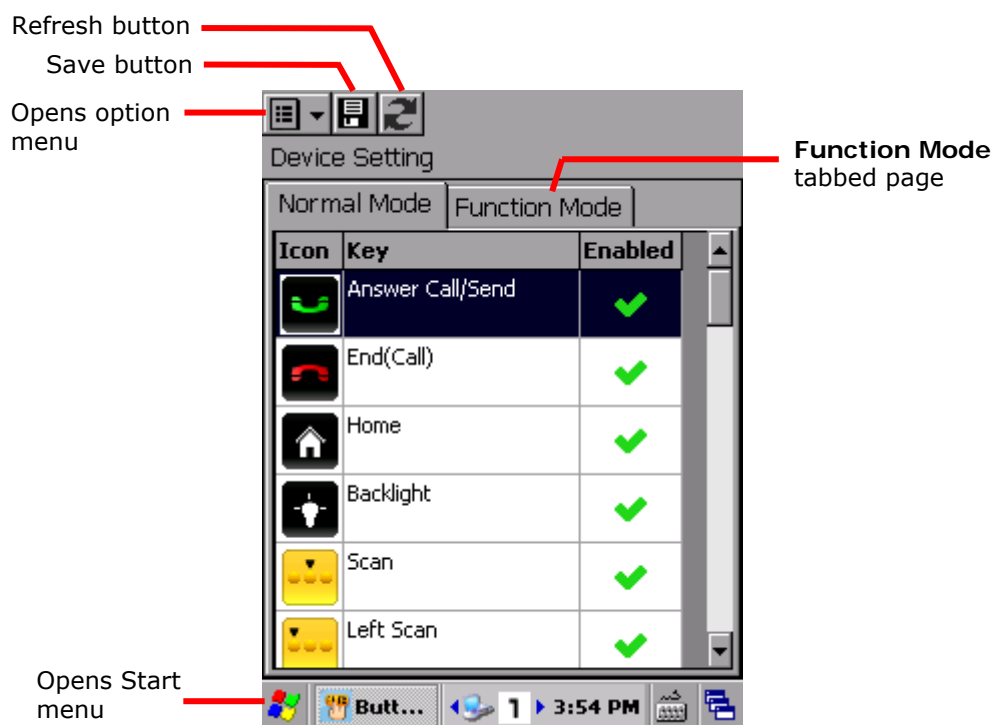 Refresh button
Save button
Opens option
menu
Device Setting
Function Mode
tabbed page
Normal Mode
Function Mode
Icon Key Enabled
Answer Call/Send
End(Call)
Home
Backlight
Scan
Left Scan
Opens Start
menu
Butt... 1 3:54 PM